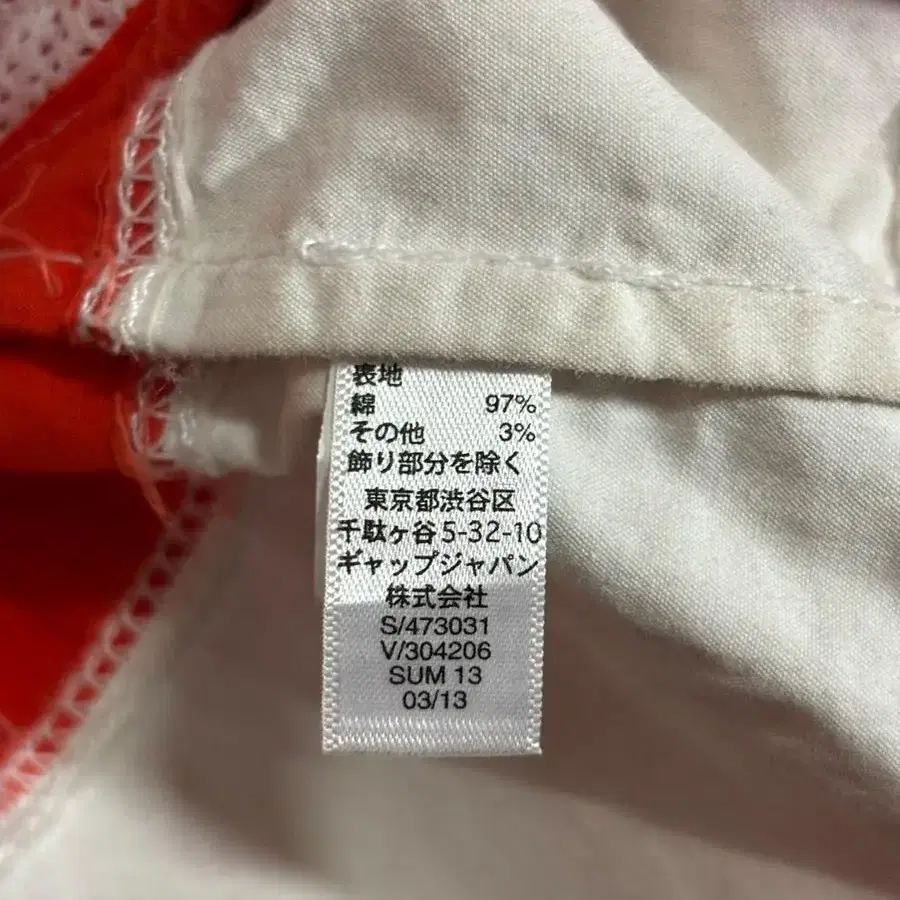 表地
綿 97%
その他 3%
飾り部分を除く
東京都渋谷区
千駄ヶ谷5-32-10
ギャップジャパン
株式会社
S/473031
V/304206
SUM 13
03/13